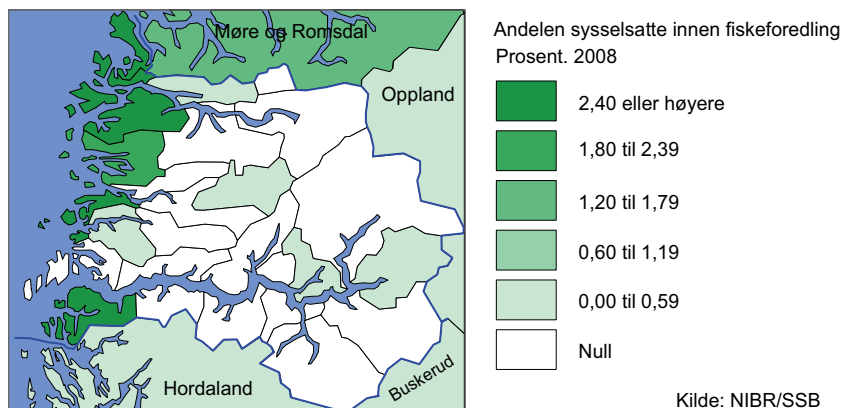 Møre og Romsdal
Oppland
Hordaland
Buskerud
Andelen sysselsatte innen fiskeforedling
Prosent. 2008
2,40 eller høyere
1,80 til 2,39
1,20 til 1,79
0,60 til 1,19
0,00 til 0,59
Null
Kilde: NIBR/SSB